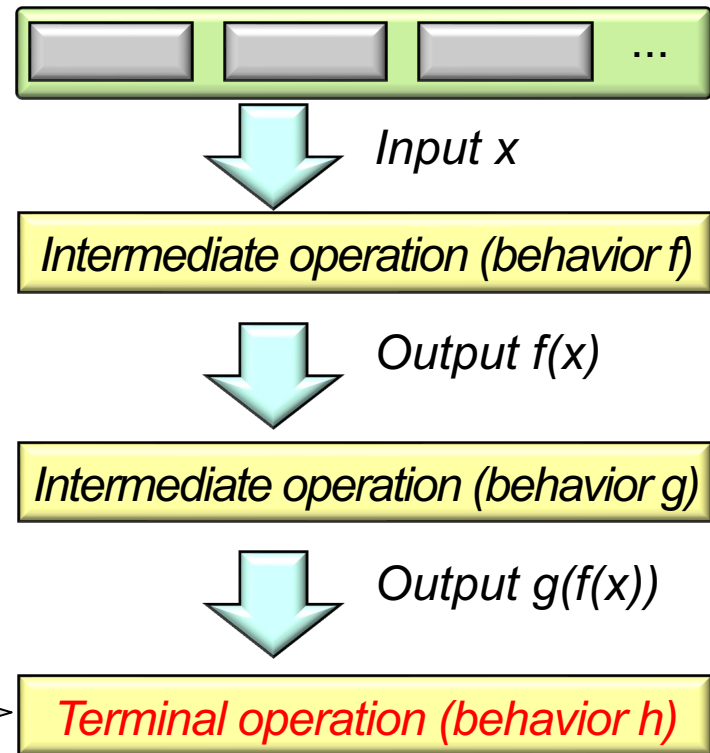 ...
Input x
Intermediate operation (behavior f)
Output f(x)
Intermediate operation (behavior g)
Output g(f(x))
Terminal operation (behavior h)